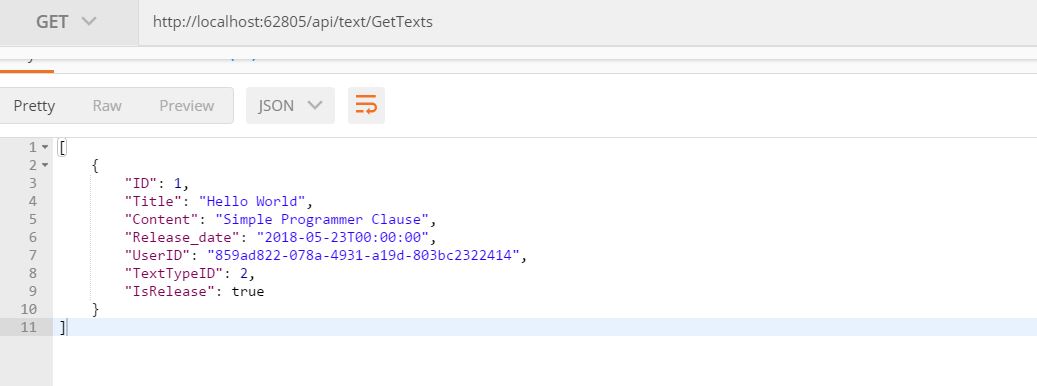 GET http://localhost:62805/api/text/GetTexts
Pretty Raw Preview JSON
1 [
2 {
3 "ID": 1,
4 "Title": "Hello World",
5 "Content": "Simple Programmer Clause",
6 "Release_date": "2018-05-23T00:00:00",
7 "UserID": "859ad822-078a-4931-a19d-803bc2322414",
8 "TextTypeID": 2,
9 "IsRelease": true
10 }
11 ]